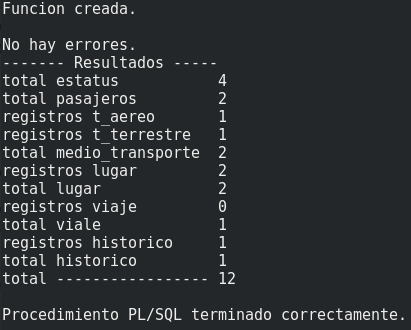 Funcion creada.
No hay errores.
------- Resultados -----
total estatus 4
total pasajeros 2
registros t_aereo 1
registros t_terrestre 1
total medio_transporte 2
registros lugar 2
total lugar 2
registros viaje 0
total viale 1
registros historico 1
total historico 1
total ----------------- 12
Procedimiento PL/SQL terminado correctamente.